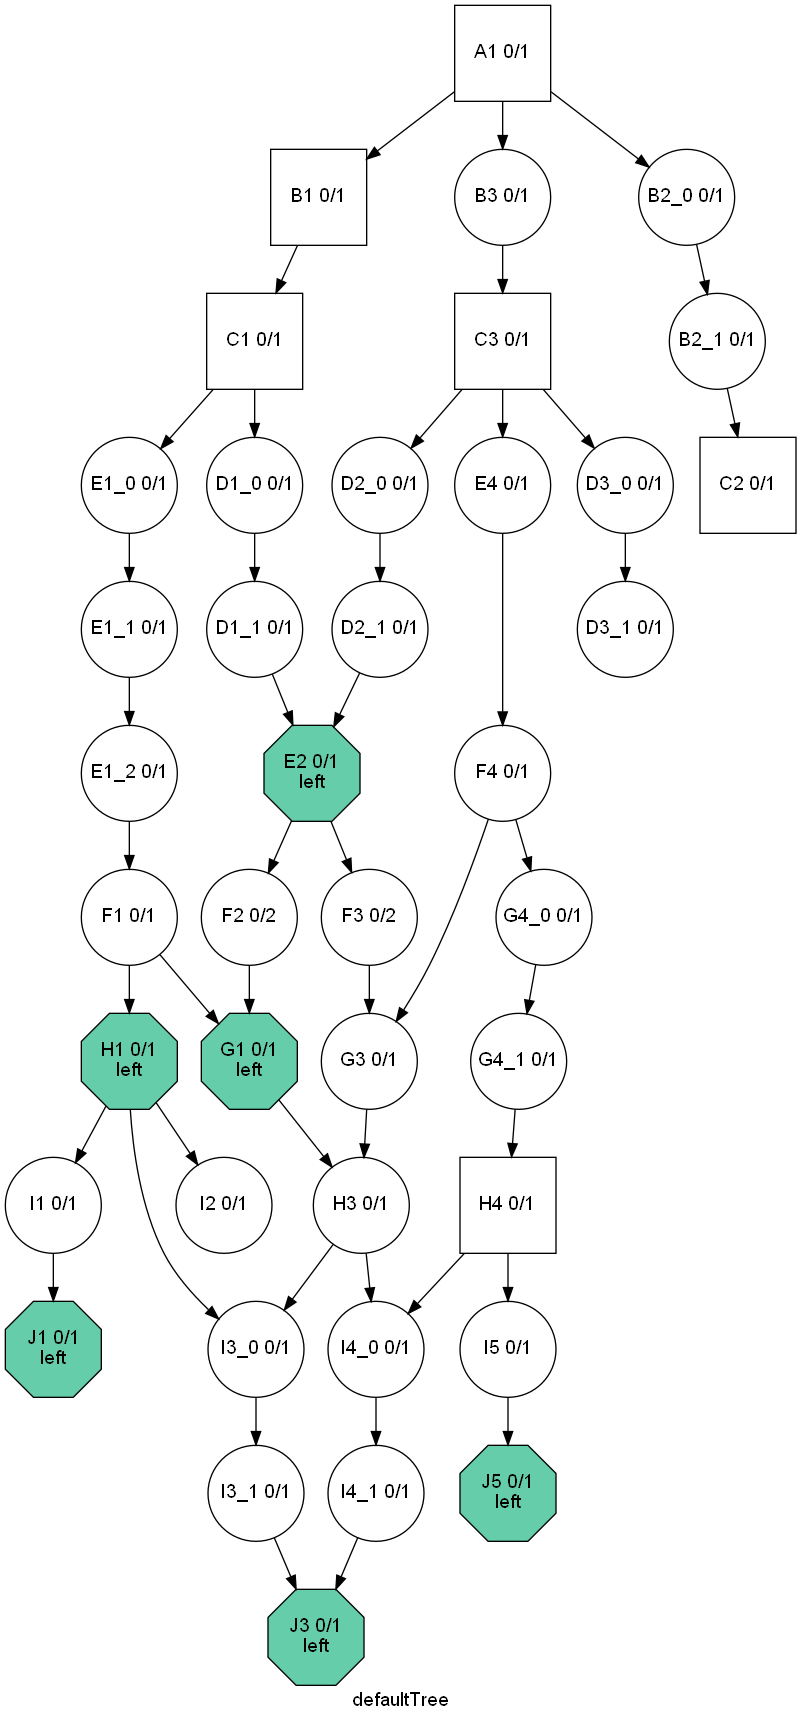 A1 0/1
B1 0/1
B3 0/1
B2_0 0/1
C1 0/1
C3 0/1
B2_1 0/1
E1_0 0/1
D1_0 0/1
D2_0 0/1
E4 0/1
D3_0 0/1
C2 0/1
E1_1 0/1
D1_1 0/1
D2_1 0/1
D3_1 0/1
E1_2 0/1
E2 0/1
left
F4 0/1
F1 0/1
F2 0/2
F3 0/2
G4_0 0/1
H1 0/1
left
G1 0/1
left
G3 0/1
G4_1 0/1
I1 0/1
I2 0/1
H3 0/1
H4 0/1
J1 0/1
left
I3_0 0/1
I4_0 0/1
I5 0/1
I3_1 0/1
I4_1 0/1
J5 0/1
left
J3 0/1
left
defaultTree